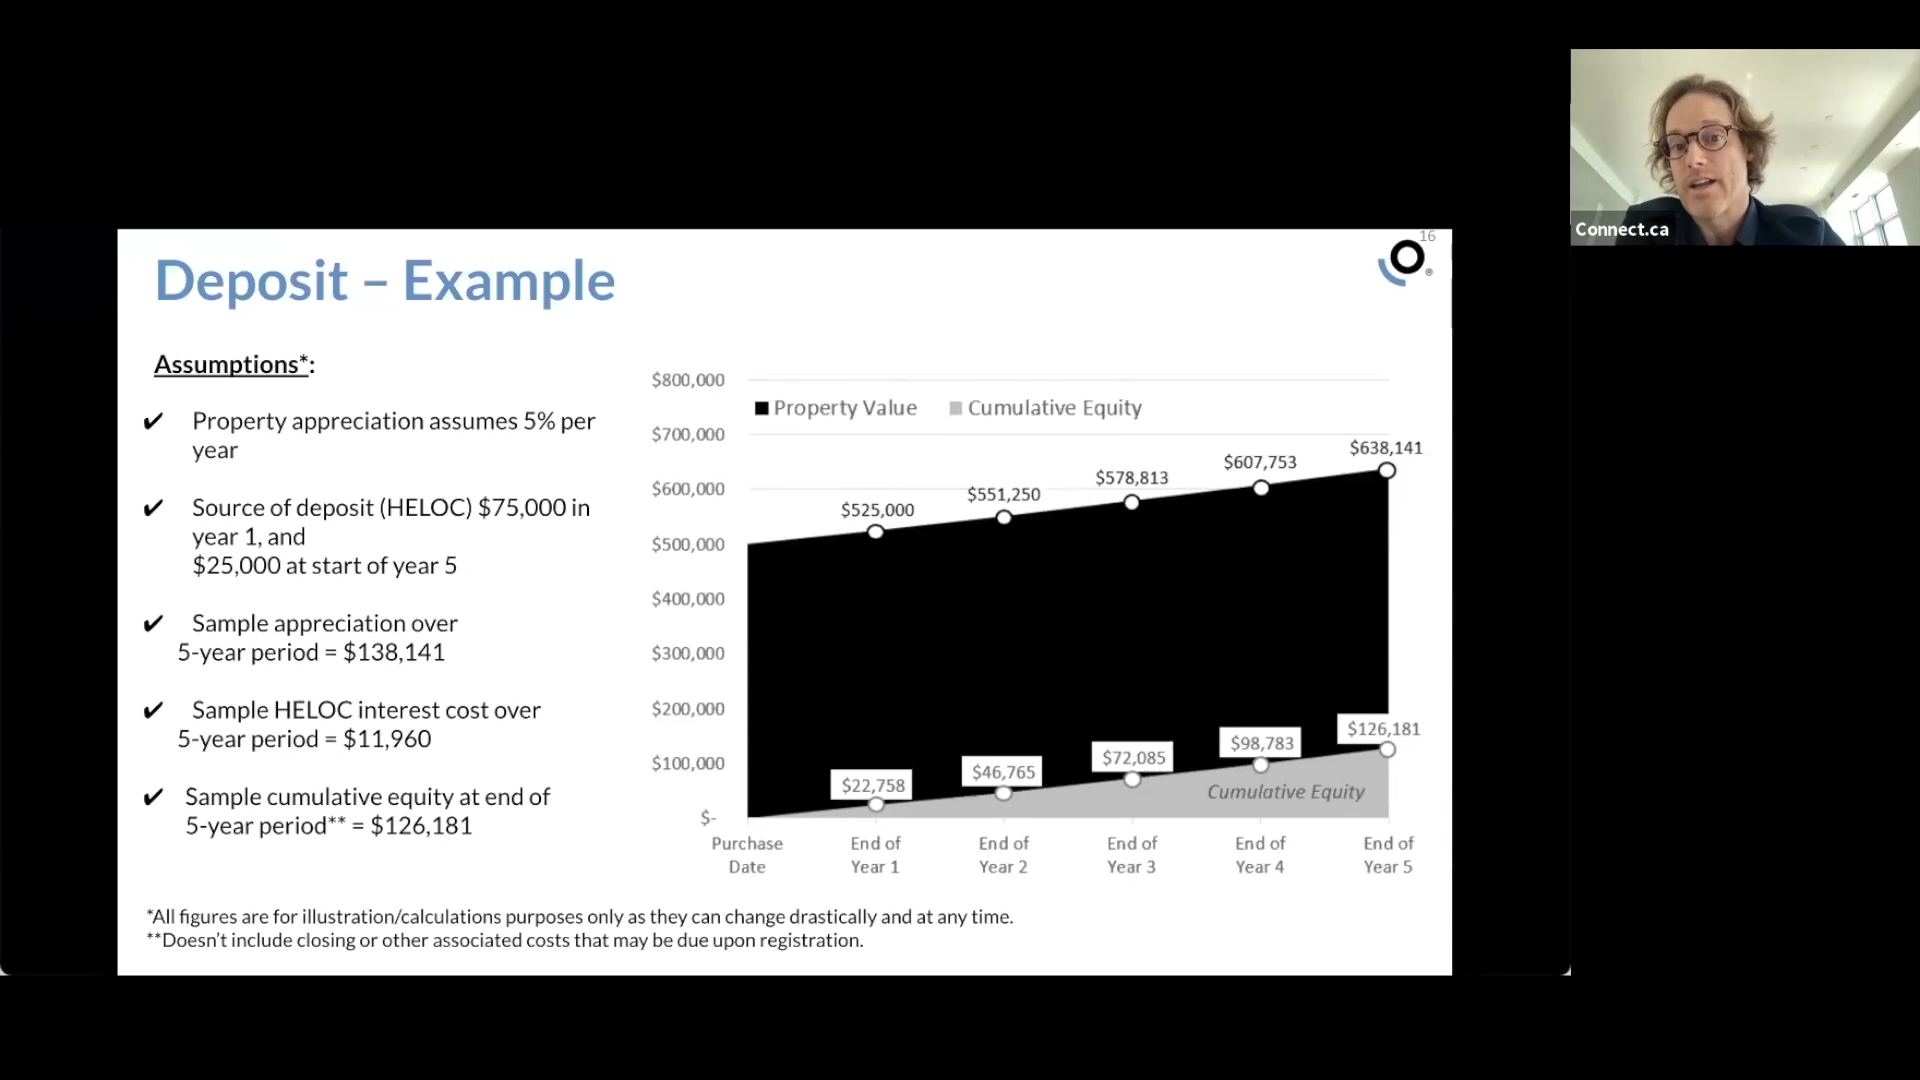 Connect.ca
16
Deposit – Example
®
Assumptions*:
✔ Property appreciation assumes 5% per
year
✔ Source of deposit (HELOC) $75,000 in
year 1, and
$25,000 at start of year 5
✔ Sample appreciation over
5-year period = $138,141
✔ Sample HELOC interest cost over
5-year period = $11,960
✔ Sample cumulative equity at end of
5-year period** = $126,181
$800,000
$700,000
$600,000
$500,000
$400,000
$300,000
$200,000
$100,000
$-
Property Value
Cumulative Equity
$525,000
$551,250
$578,813
$607,753
$638,141
$22,758
$46,765
$72,085
$98,783
$126,181
Cumulative Equity
Purchase
Date
End of
Year 1
End of
Year 2
End of
Year 3
End of
Year 4
End of
Year 5
*All figures are for illustration/calculations purposes only as they can change drastically and at any time.
**Doesn’t include closing or other associated costs that may be due upon registration.